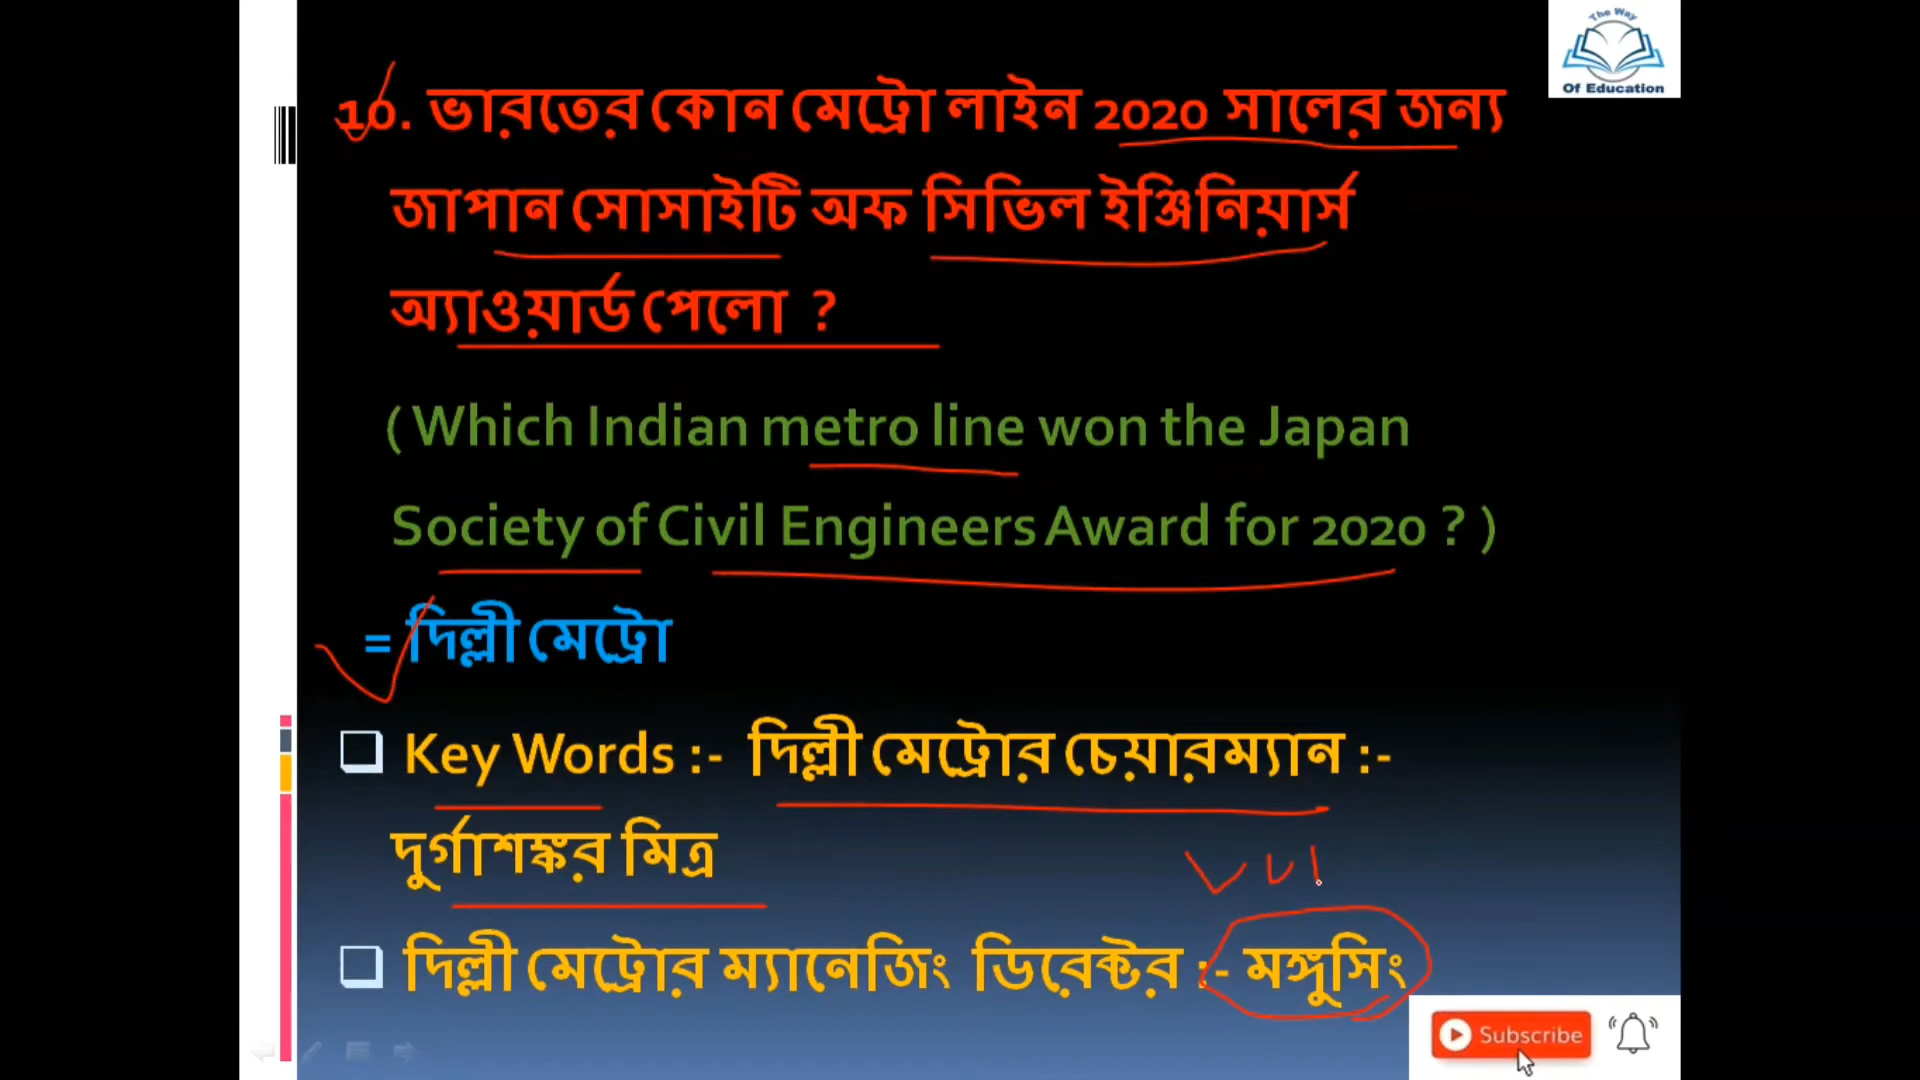 The Way
Of Education
10. ভারতের কোন মেট্রো লাইন 2020 সালের জন্য
জাপান সোসাইটি অফ সিভিল ইঞ্জিনিয়ার্স
অ্যাওয়ার্ড পেলো ?
( Which Indian metro line won the Japan
Society of Civil Engineers Award for 2020 ? )
= দিল্লী মেট্রো
Key Words :- দিল্লী মেট্রোর চেয়ারম্যান :-
দুর্গাশঙ্কর মিত্র
দিল্লী মেট্রোর ম্যানেজিং ডিরেক্টর :- মঙ্গুসিং
Subscribe